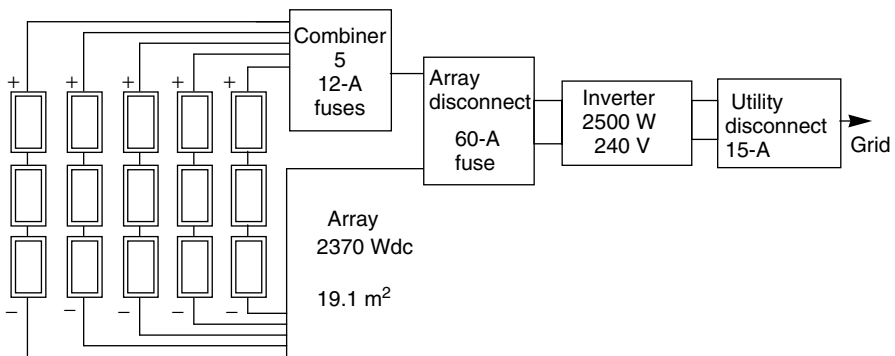 Combiner
5
12-A
fuses
Array
disconnect
60-A
fuse
Inverter
2500 W
240 V
Utility
disconnect
15-A
Grid
+ + + + +
Array
2370 Wdc
19.1 m²
− − − − −